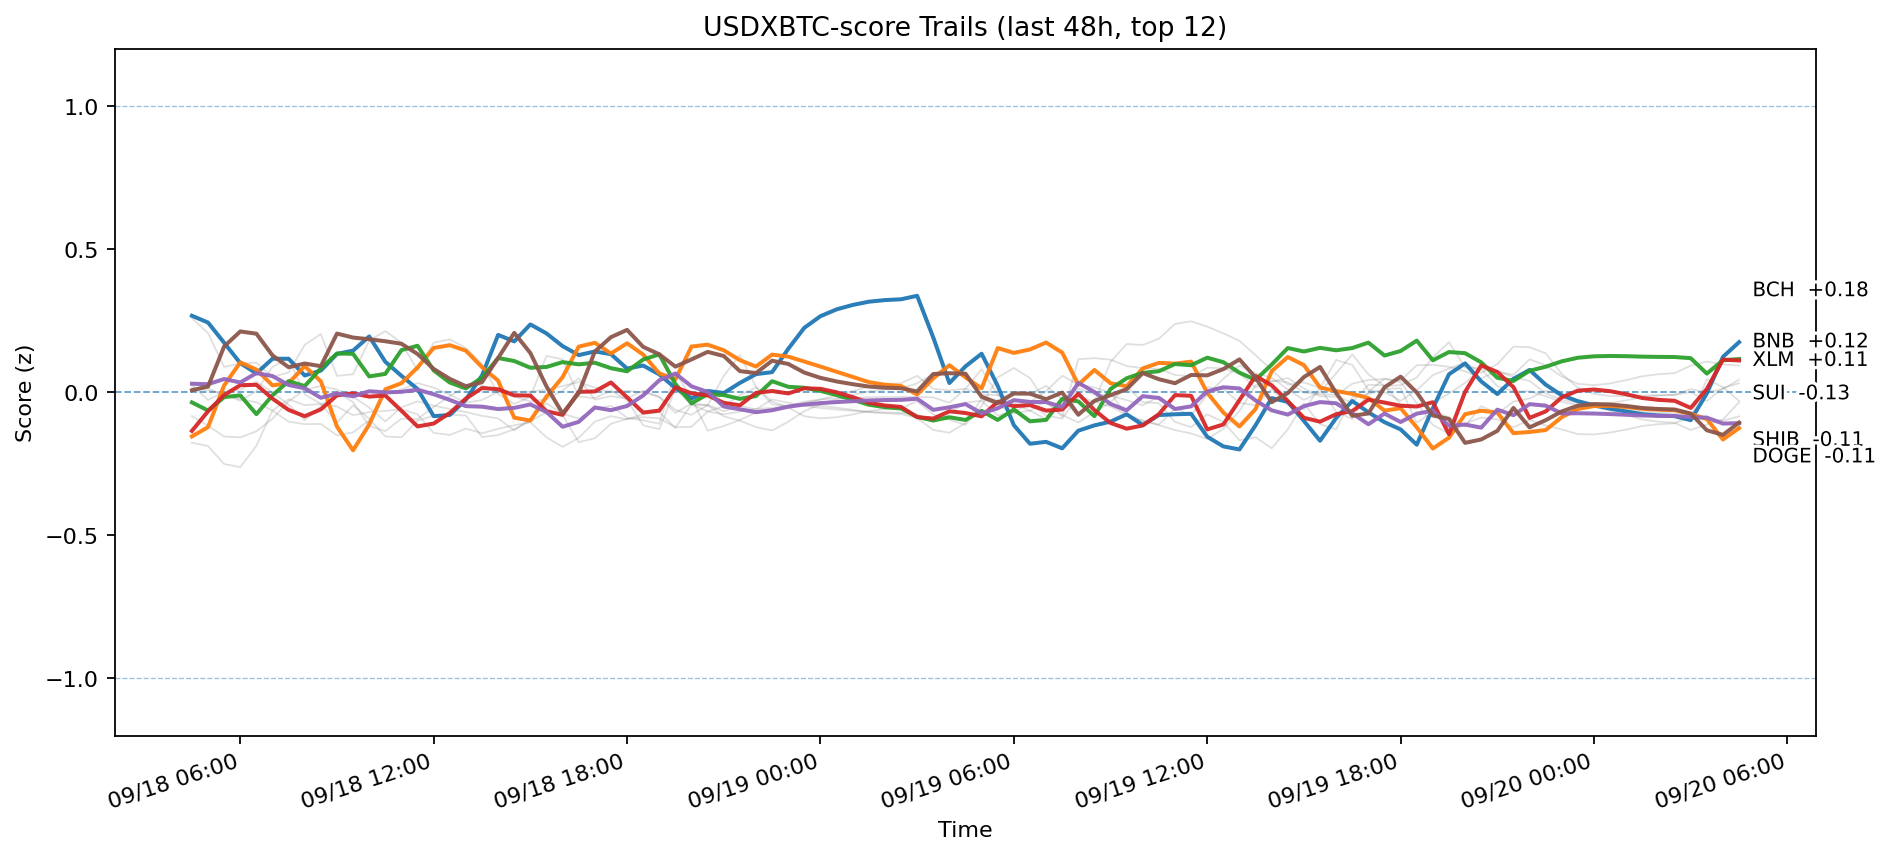 USDXBTC-score Trails (last 48h, top 12)
Score (z)
1.0
0.5
0.0
−0.5
−1.0
BCH +0.18
BNB +0.12
XLM +0.11
SUI -0.13
SHIB -0.11
DOGE -0.11
09/18 06:00
09/18 12:00
09/18 18:00
09/19 00:00
09/19 06:00
09/19 12:00
09/19 18:00
09/20 00:00
09/20 06:00
Time